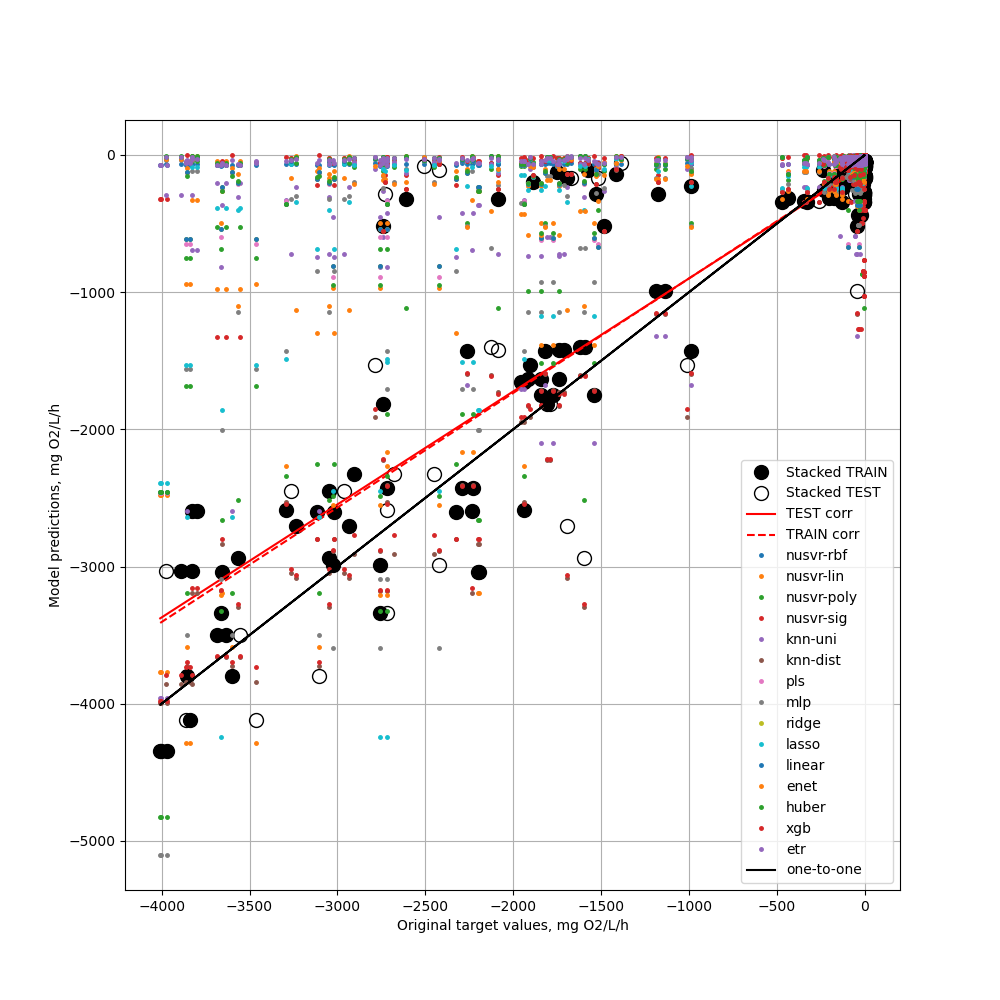 0
−1000
−2000
−3000
−4000
−5000
Model predictions, mg O2/L/h
−4000 −3500 −3000 −2500 −2000 −1500 −1000 −500 0
Original target values, mg O2/L/h
Stacked TRAIN
Stacked TEST
TEST corr
TRAIN corr
nusvr-rbf
nusvr-lin
nusvr-poly
nusvr-sig
knn-uni
knn-dist
pls
mlp
ridge
lasso
linear
enet
huber
xgb
etr
one-to-one